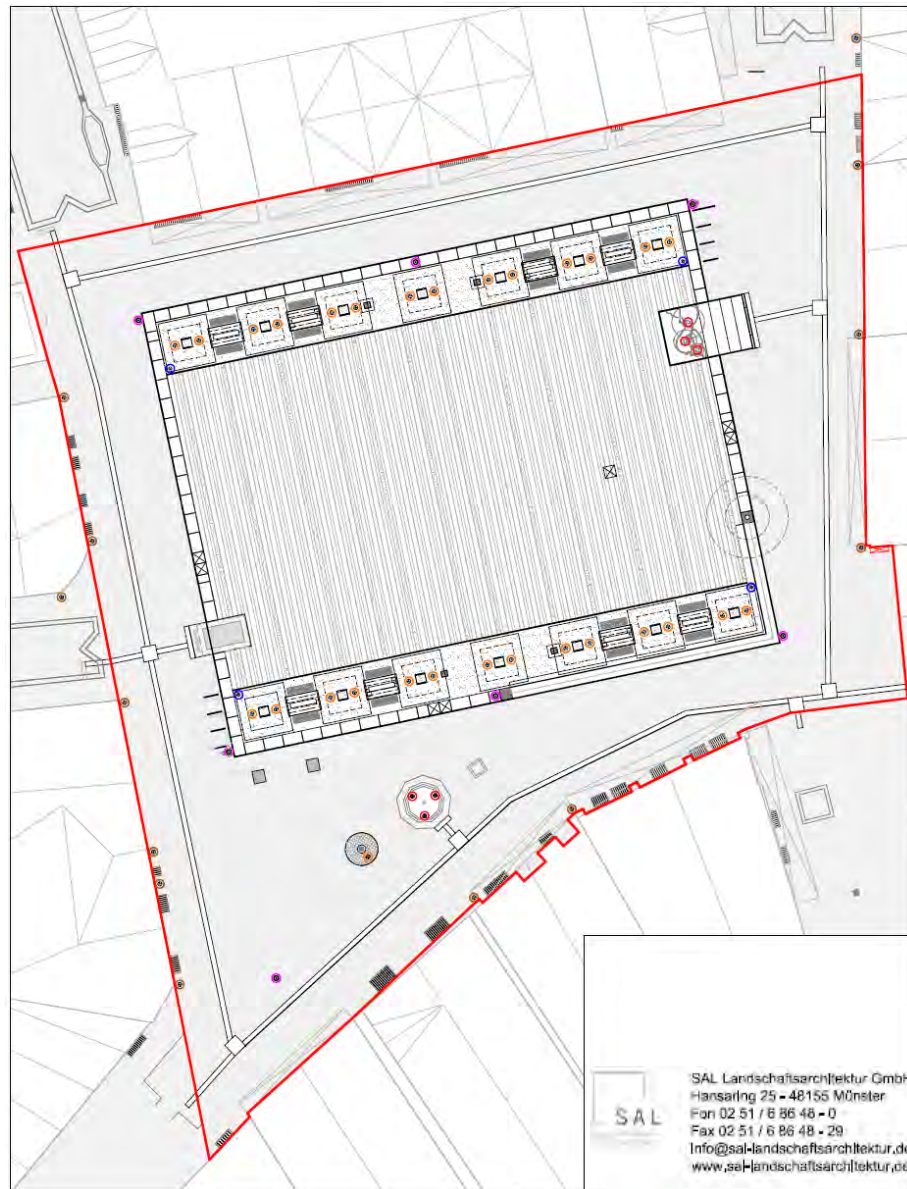 SAL
SAL Landschaftsarchitektur GmbH
Hansaring 25 - 48155 Münster
Fon 02 51 / 6 86 48 - 0
Fax 02 51 / 6 86 48 - 29
Info@sal-landschaftsarchitektur.de
www.sal-landschaftsarchitektur.de